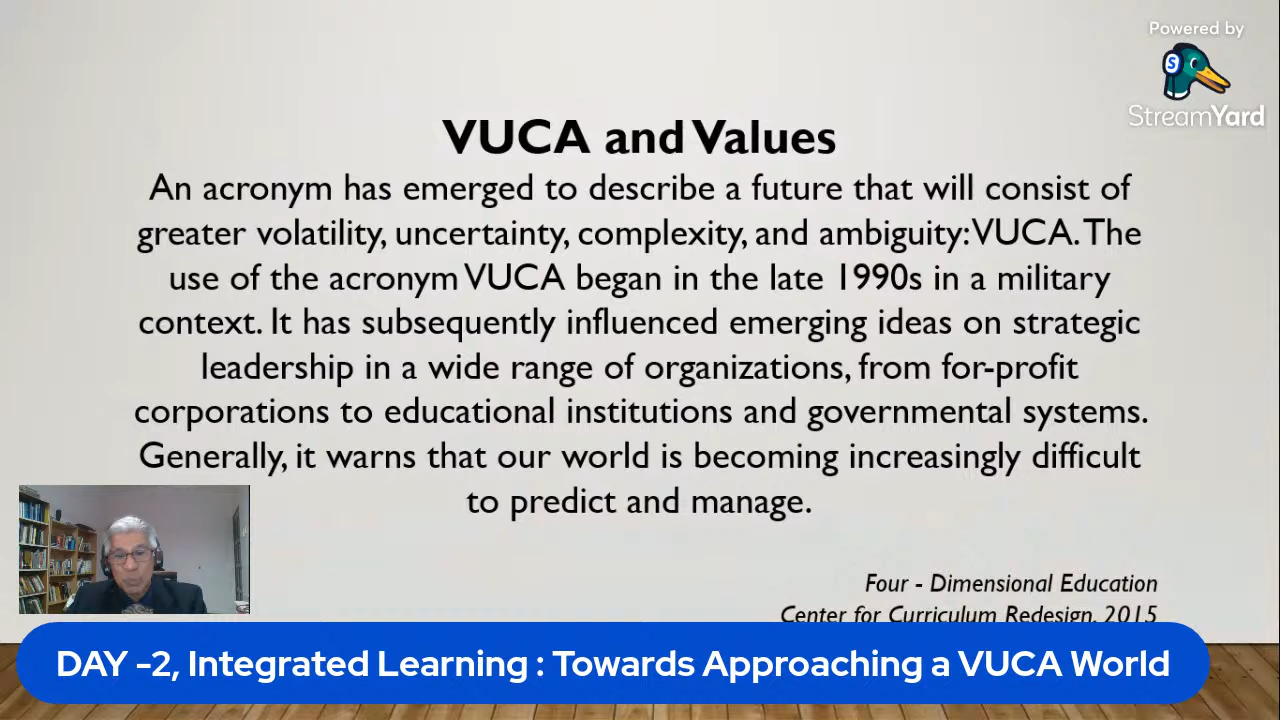 Powered by
S
StreamYard
VUCA and Values
An acronym has emerged to describe a future that will consist of
greater volatility, uncertainty, complexity, and ambiguity: VUCA. The
use of the acronym VUCA began in the late 1990s in a military
context. It has subsequently influenced emerging ideas on strategic
leadership in a wide range of organizations, from for-profit
corporations to educational institutions and governmental systems.
Generally, it warns that our world is becoming increasingly difficult
to predict and manage.
Four - Dimensional Education
Center for Curriculum Redesign, 2015
DAY -2, Integrated Learning : Towards Approaching a VUCA World